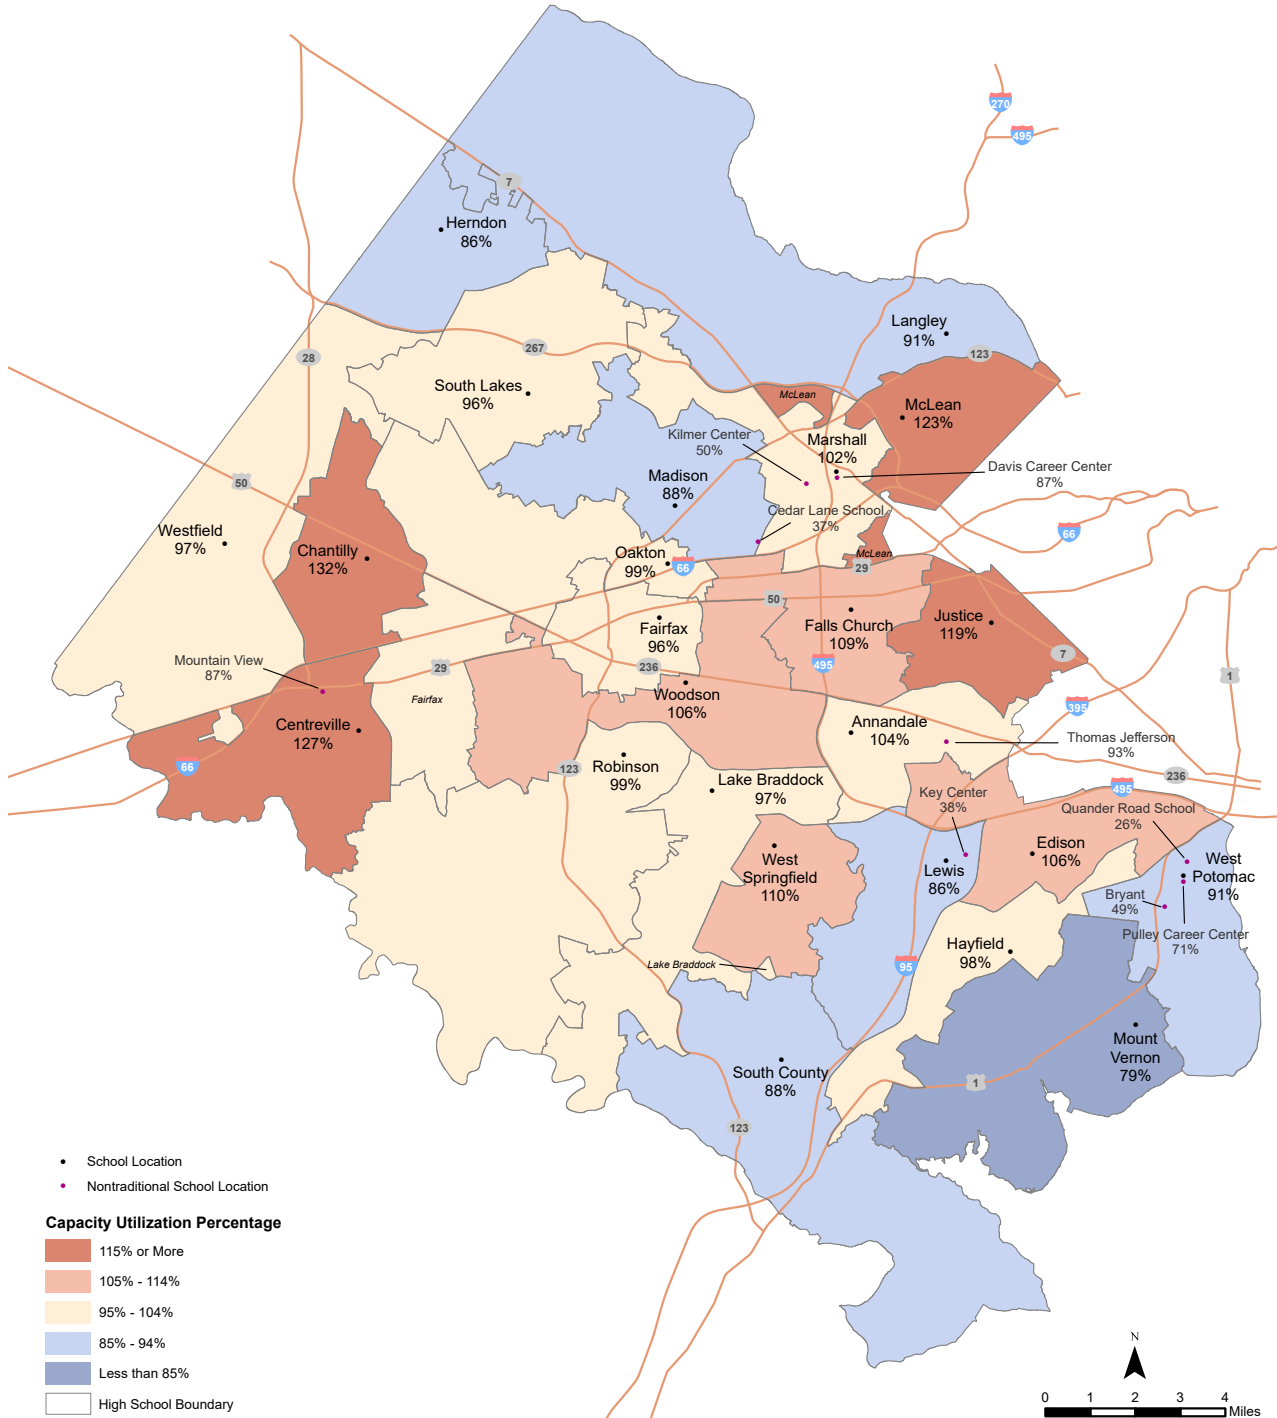 270
495
7
Herndon
86%
Langley
91%
123
28
267
South Lakes
96%
McLean
McLean
123%
Kilmer Center
50%
Marshall
102%
Davis Career Center
87%
Madison
88%
50
Cedar Lane School
37%
66
Westfield
97%
Chantilly
132%
Oakton
99%
66
McLean
29
50
Fairfax
96%
Falls Church
109%
Justice
119%
Mountain View
87%
29
236
495
7
1
Fairfax
Woodson
106%
395
Centreville
127%
Annandale
104%
Thomas Jefferson
93%
66
123
Robinson
99%
Lake Braddock
97%
236
495
Key Center
38%
Quander Road School
26%
West
Springfield
110%
Edison
106%
Lewis
86%
West
Potomac
91%
Bryant
49%
Pulley Career Center
71%
Hayfield
98%
Lake Braddock
95
Mount
Vernon
79%
South County
88%
1
123
School Location
Nontraditional School Location
Capacity Utilization Percentage
115% or More
105% - 114%
95% - 104%
85% - 94%
Less than 85%
High School Boundary
N
0 1 2 3 4
Miles